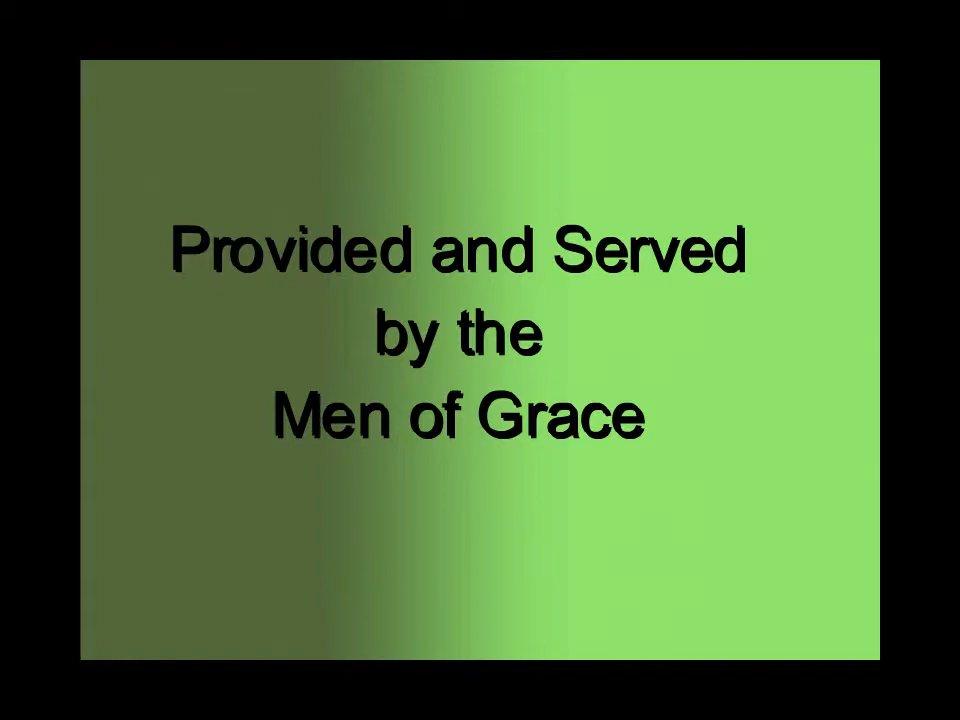 Provided and Served
by the
Men of Grace